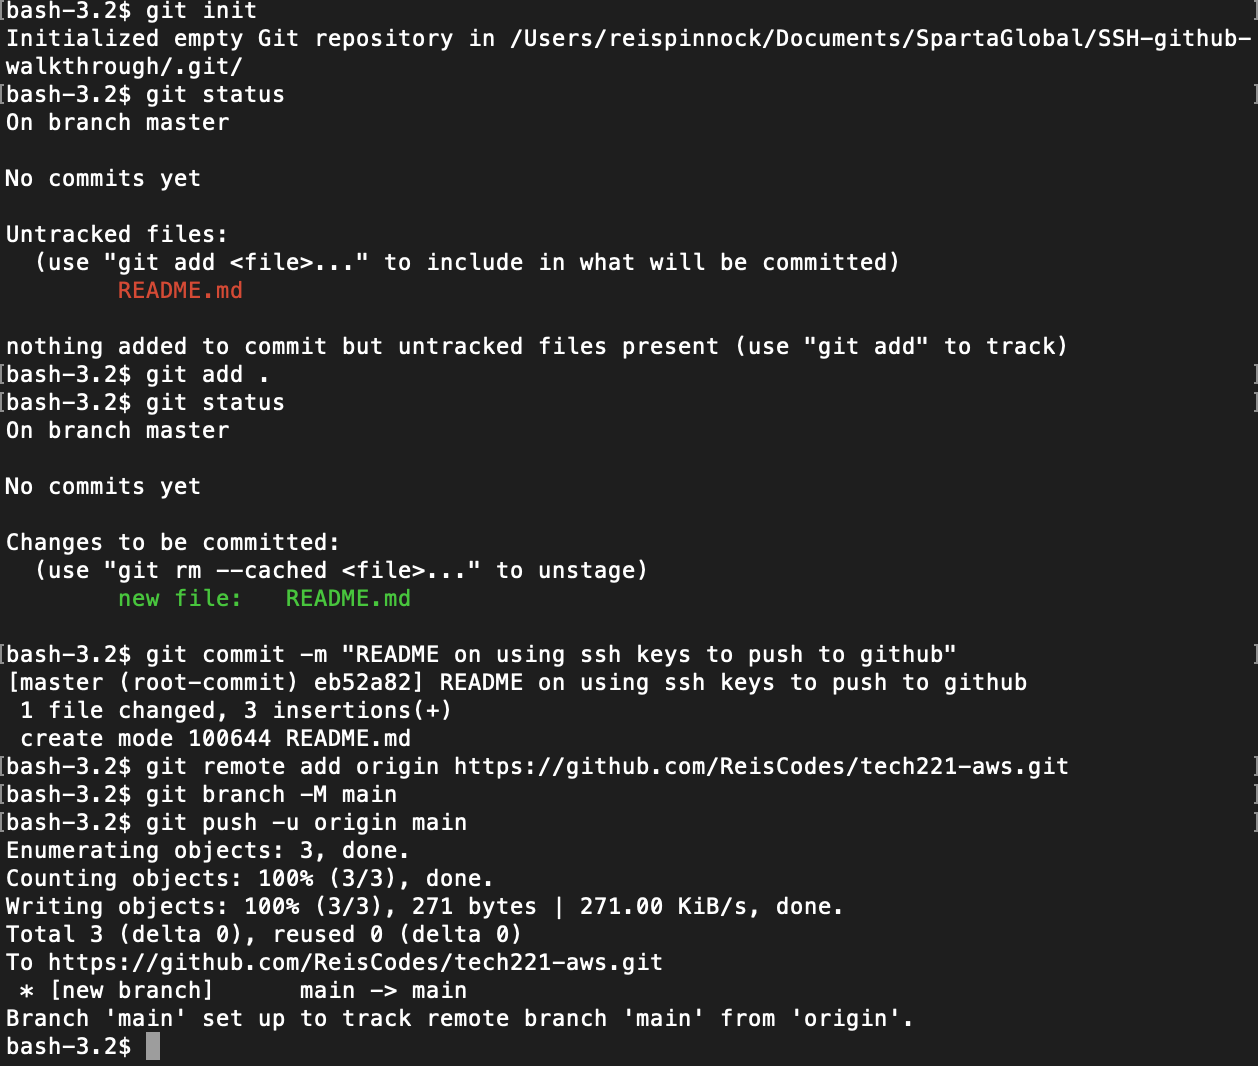 [bash-3.2$ git init
Initialized empty Git repository in /Users/reispinnock/Documents/SpartaGlobal/SSH-github-
walkthrough/.git/
[bash-3.2$ git status ]
On branch master
No commits yet
Untracked files:
  (use "git add <file>..." to include in what will be committed)
        README.md
nothing added to commit but untracked files present (use "git add" to track)
[bash-3.2$ git add . ]
[bash-3.2$ git status ]
On branch master
No commits yet
Changes to be committed:
  (use "git rm --cached <file>..." to unstage)
        new file:   README.md
[bash-3.2$ git commit -m "README on using ssh keys to push to github" ]
[master (root-commit) eb52a82] README on using ssh keys to push to github
 1 file changed, 3 insertions(+)
 create mode 100644 README.md
[bash-3.2$ git remote add origin https://github.com/ReisCodes/tech221-aws.git ]
[bash-3.2$ git branch -M main ]
[bash-3.2$ git push -u origin main ]
Enumerating objects: 3, done.
Counting objects: 100% (3/3), done.
Writing objects: 100% (3/3), 271 bytes | 271.00 KiB/s, done.
Total 3 (delta 0), reused 0 (delta 0)
To https://github.com/ReisCodes/tech221-aws.git
 * [new branch]      main -> main
Branch 'main' set up to track remote branch 'main' from 'origin'.
bash-3.2$